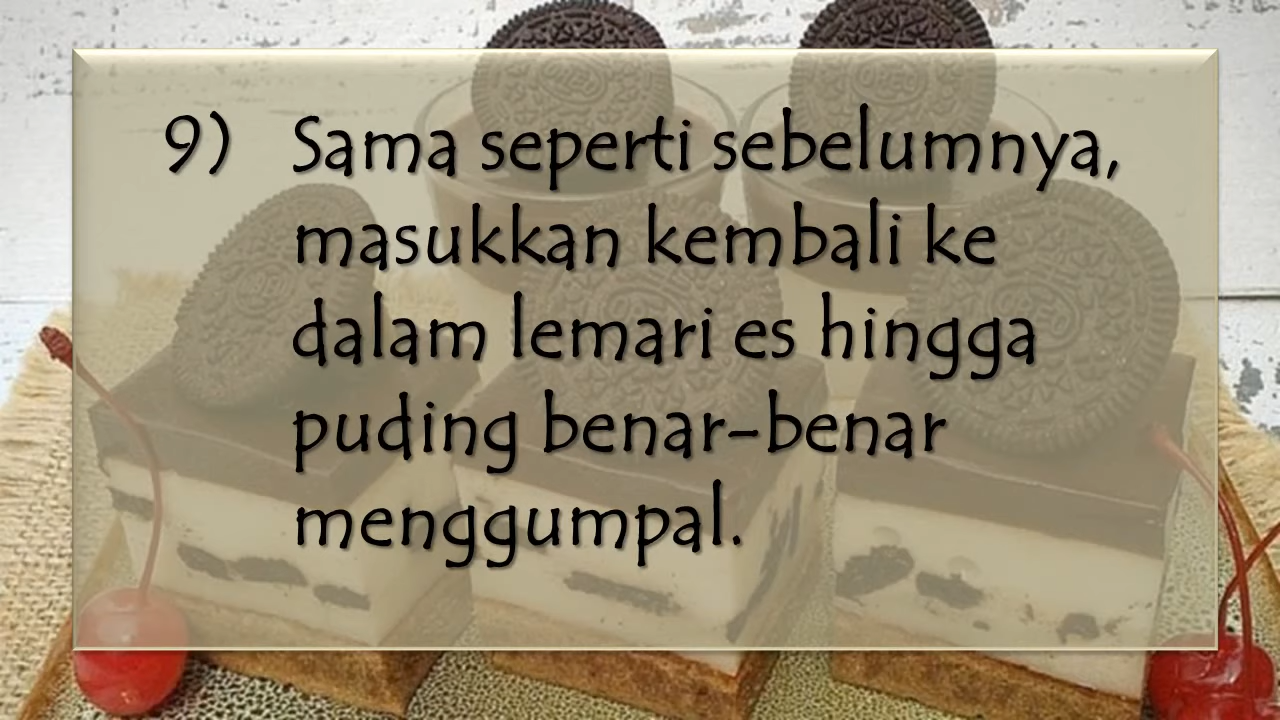 9) Sama seperti sebelumnya,
masukkan kembali ke
dalam lemari es hingga
puding benar-benar
menggumpal.